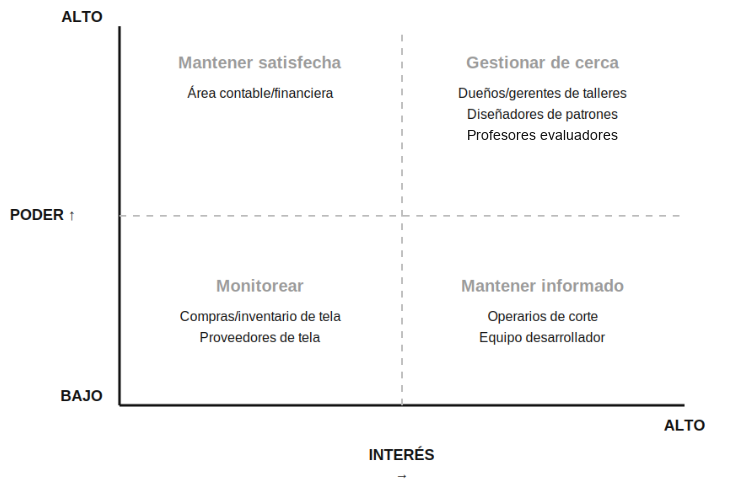 ALTO
Mantener satisfecha
Área contable/financiera
Gestionar de cerca
Dueños/gerentes de talleres
Diseñadores de patrones
Profesores evaluadores
PODER ↑
Monitorear
Compras/inventario de tela
Proveedores de tela
Mantener informado
Operarios de corte
Equipo desarrollador
BAJO
ALTO
INTERÉS
→